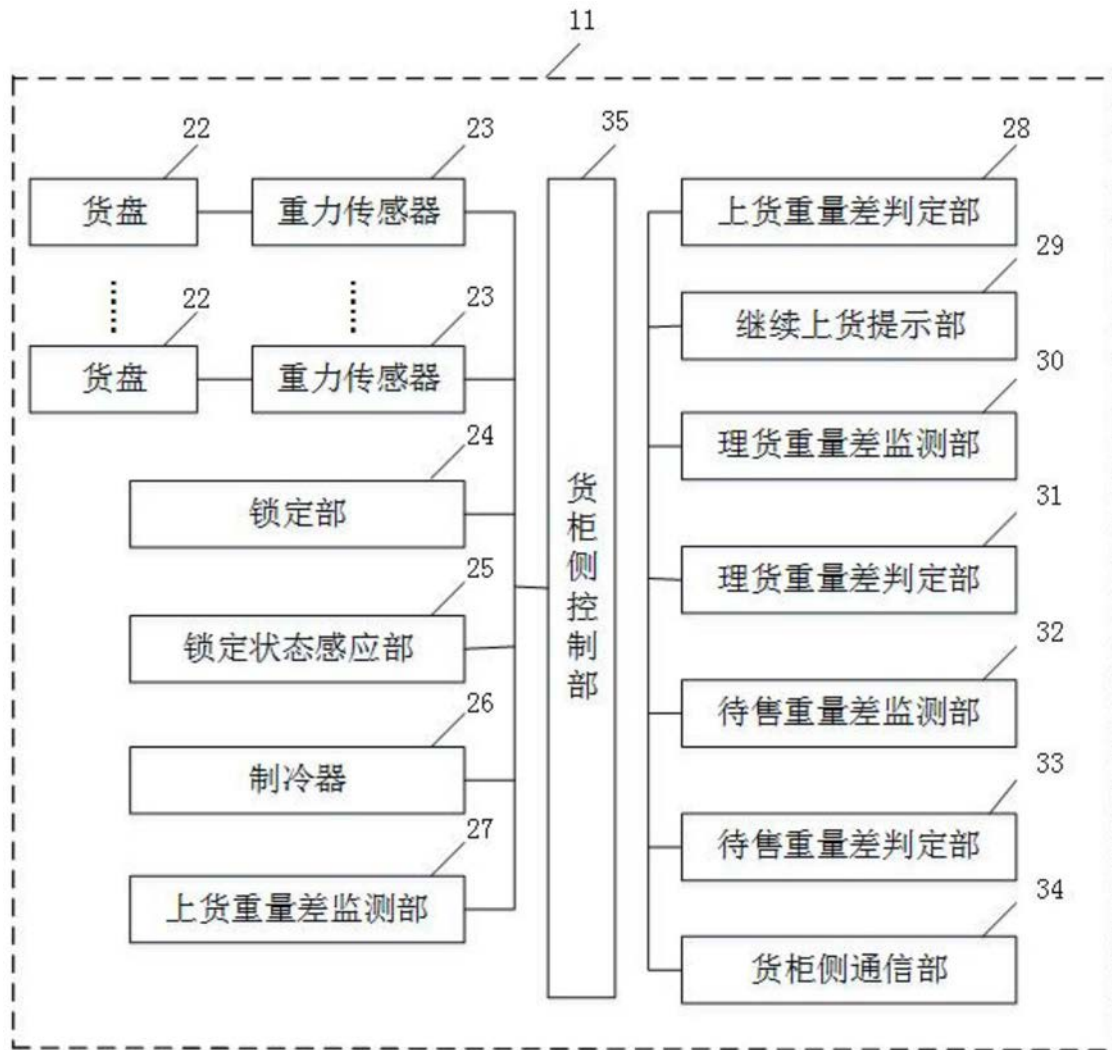 11
22
23
35
28
货盘
重力传感器
上货重量差判定部
29
22
23
继续上货提示部
30
货盘
重力传感器
理货重量差监测部
24
锁定部
31
理货重量差判定部
25
锁定状态感应部
32
待售重量差监测部
26
制冷器
33
待售重量差判定部
27
上货重量差监测部
34
货柜侧通信部
货柜侧控制部